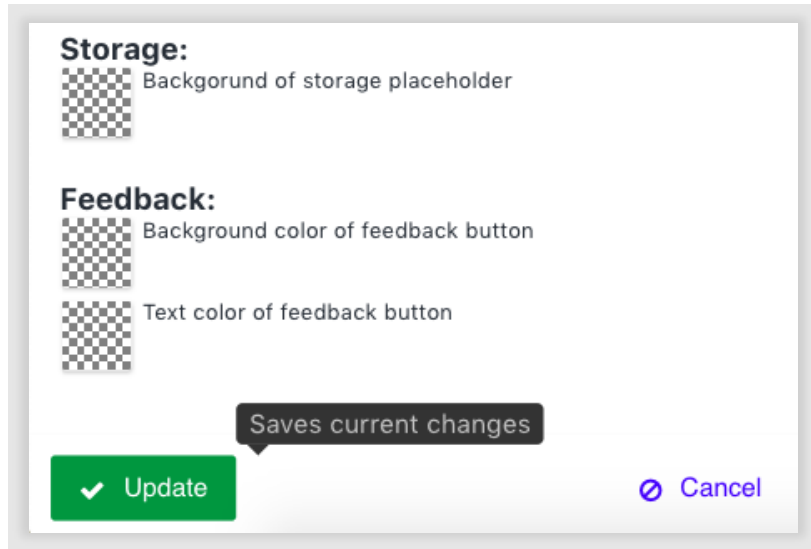 Storage:
Backgorund of storage placeholder
Feedback:
Background color of feedback button
Text color of feedback button
Saves current changes
Update
Cancel